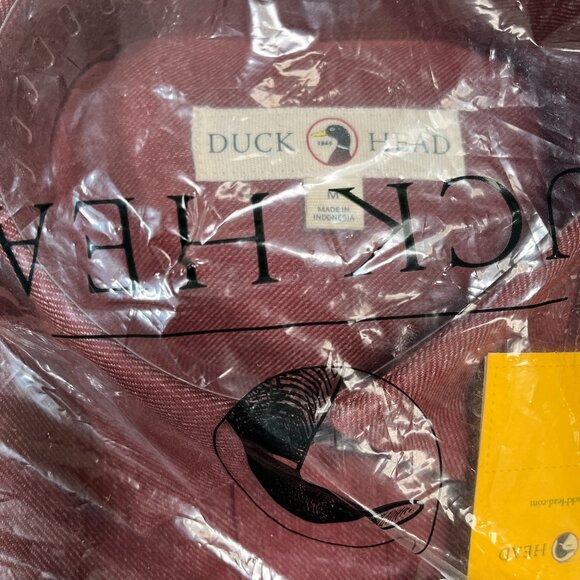 DUCK HEAD
1865
M
MADE IN
INDONESIA
UCK HEA
HEAD